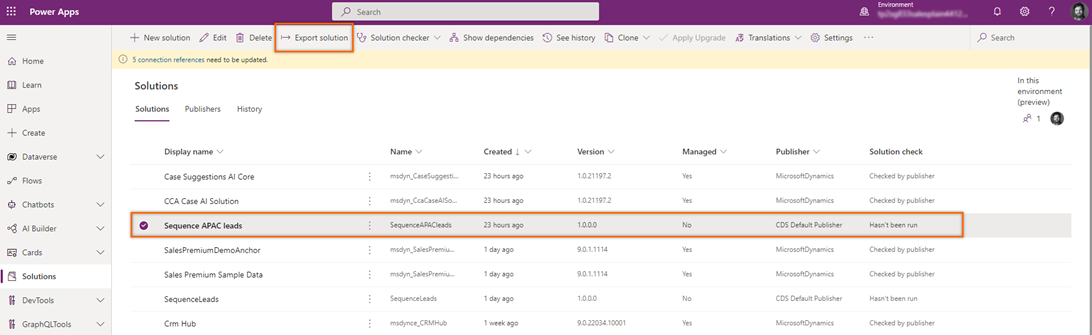 Power Apps
Search
Environment
New solution Edit Delete Export solution Solution checker Show dependencies See history Clone Apply Upgrade Translations Settings ... Search
5 connection references need to be updated.
Home
Learn
Apps
Create
Dataverse
Flows
Chatbots
AI Builder
Cards
Solutions
DevTools
GraphQLTools
Solutions
In this environment (preview)
1
Solutions Publishers History
Display name Name Created Version Managed Publisher Solution check
Case Suggestions AI Core msdyn_CaseSuggesti... 23 hours ago 1.0.21197.2 Yes MicrosoftDynamics Checked by publisher
CCA Case AI Solution msdyn_CcaCaseAISo... 23 hours ago 1.0.21197.2 Yes MicrosoftDynamics Checked by publisher
Sequence APAC leads SequenceAPACleads 23 hours ago 1.0.0.0 No CDS Default Publisher Hasn't been run
SalesPremiumDemoAnchor msdyn_SalesPremiu... 1 day ago 9.0.1.1114 Yes MicrosoftDynamics Checked by publisher
Sales Premium Sample Data msdyn_SalesPremiu... 1 day ago 9.0.1.1114 Yes MicrosoftDynamics Checked by publisher
SequenceLeads SequenceLeads 1 day ago 1.0.0.0 No CDS Default Publisher Hasn't been run
Crm Hub msdynce_CRMHub 1 week ago 9.0.22034.10001 Yes MicrosoftDynamics Checked by publisher